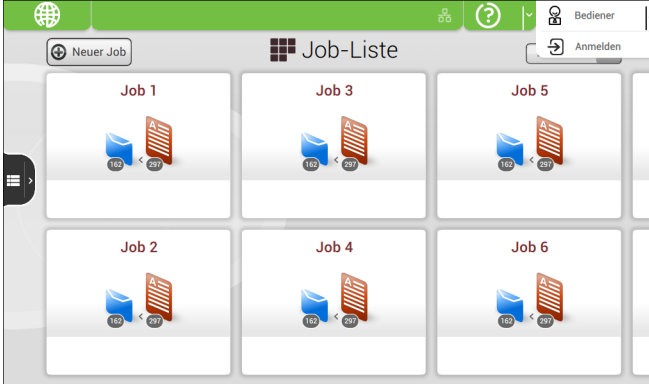 Bediener
Anmelden
Neuer Job
Job-Liste
Job 1
Job 3
Job 5
A
162 < 297
A
162 < 297
A
162 < 297
Job 2
Job 4
Job 6
A
162 < 297
A
162 < 297
A
162 < 297